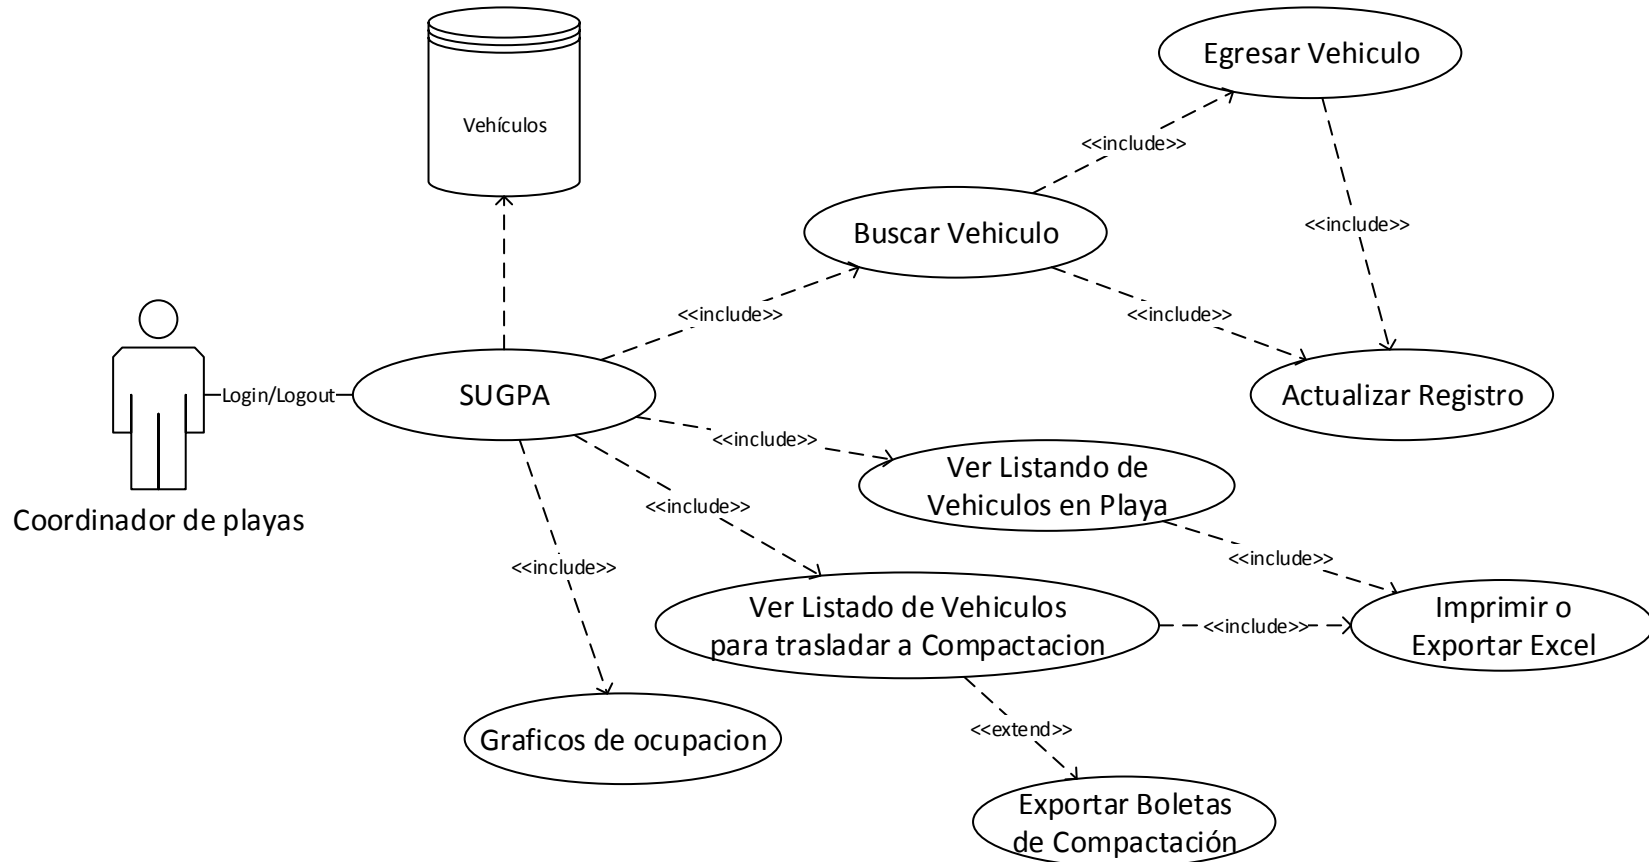 Egresar Vehiculo
Vehículos
<<include>>
Buscar Vehiculo
<<include>>
<<include>>
<<include>>
Login/Logout
SUGPA
Actualizar Registro
<<include>>
Ver Listando de
Vehiculos en Playa
<<include>>
Coordinador de playas
<<include>>
<<include>>
Ver Listado de Vehiculos
para trasladar a Compactacion
<<include>>
Imprimir o
Exportar Excel
<<extend>>
Graficos de ocupacion
Exportar Boletas
de Compactación